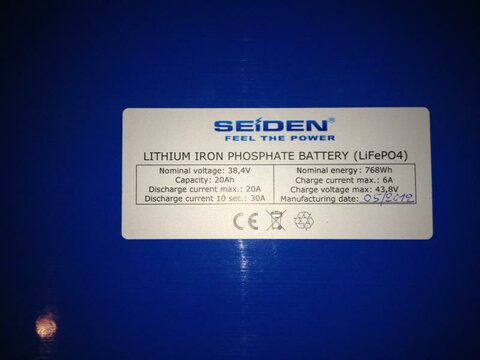 SEiDEN®
FEEL THE POWER
LITHIUM IRON PHOSPHATE BATTERY (LiFePO4)
Nominal voltage: 38,4V
Capacity: 20Ah
Discharge current max.: 20A
Discharge current 10 sec.: 30A
Nominal energy: 768Wh
Charge current max.: 6A
Charge voltage max: 43,8V
Manufacturing date: 05/2012
CE